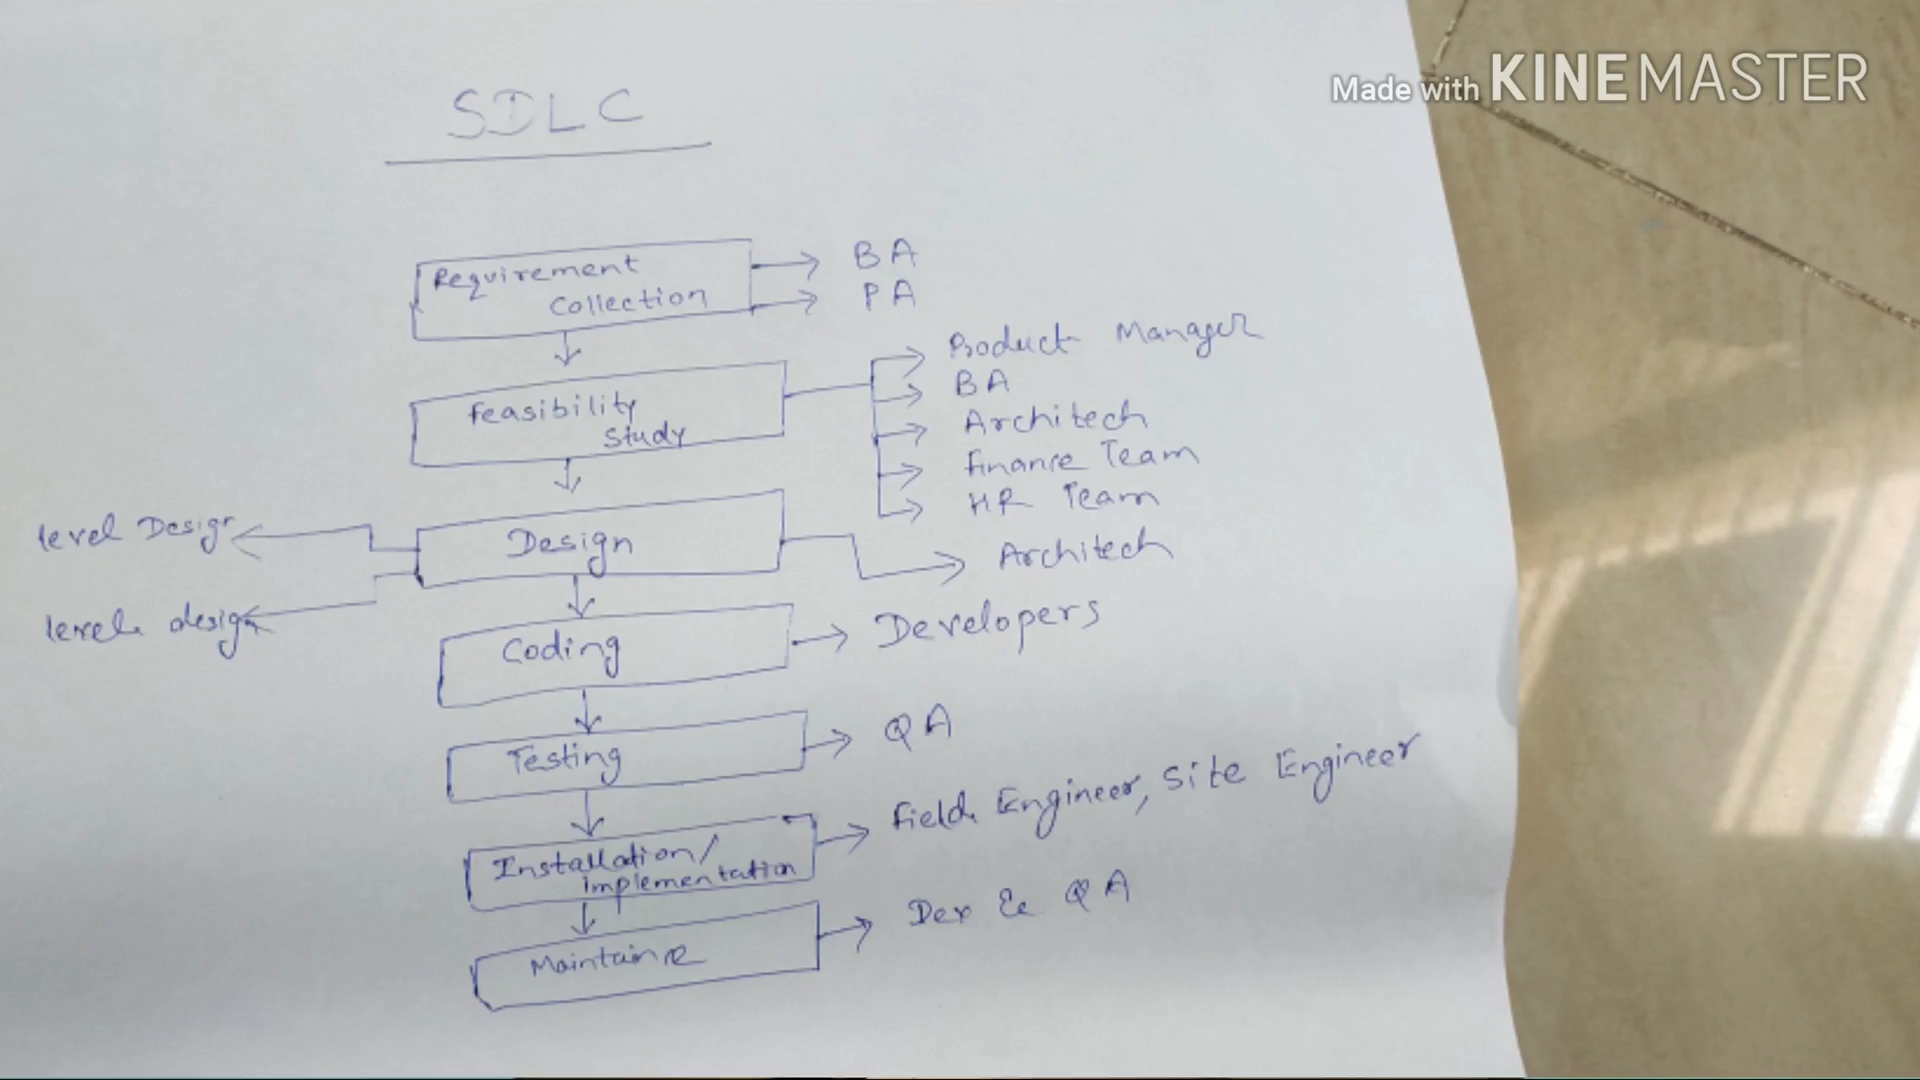 Made with KINEMASTER
SDLC
Requirement
Collection
BA
PA
Product Manager
BA
Architech
Feasibility
Study
Finance Team
HR Team
level Design
Design
Architech
level design
Coding
Developers
Testing
QA
Field Engineer, Site Engineer
Installation/
implementation
Dev & QA